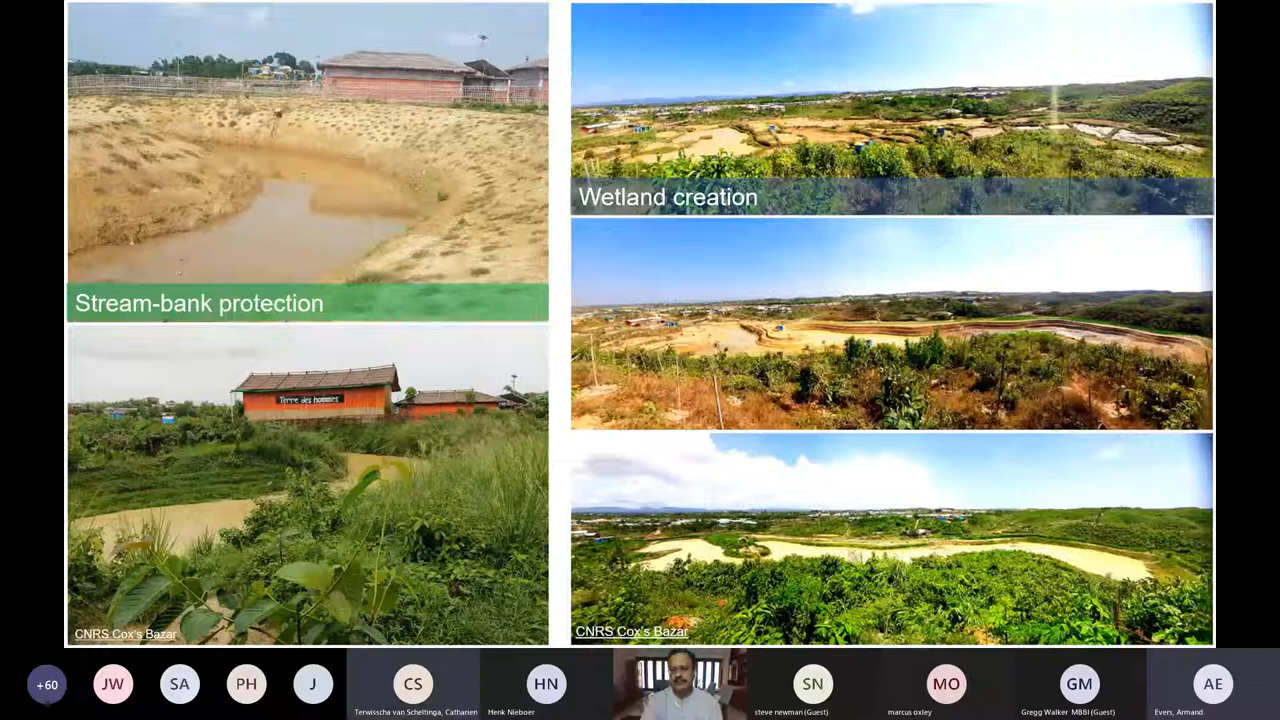 Stream-bank protection
Terre des hommes
CNRS Cox's Bazar
Wetland creation
CNRS Cox's Bazar
+60
JW
SA
PH
J
CS
Terwisscha van Scheltinga, Catharien
HN
Henk Nieboer
SN
steve newman (Guest)
MO
marcus oxley
GM
Gregg Walker MBBI (Guest)
AE
Evers, Armand